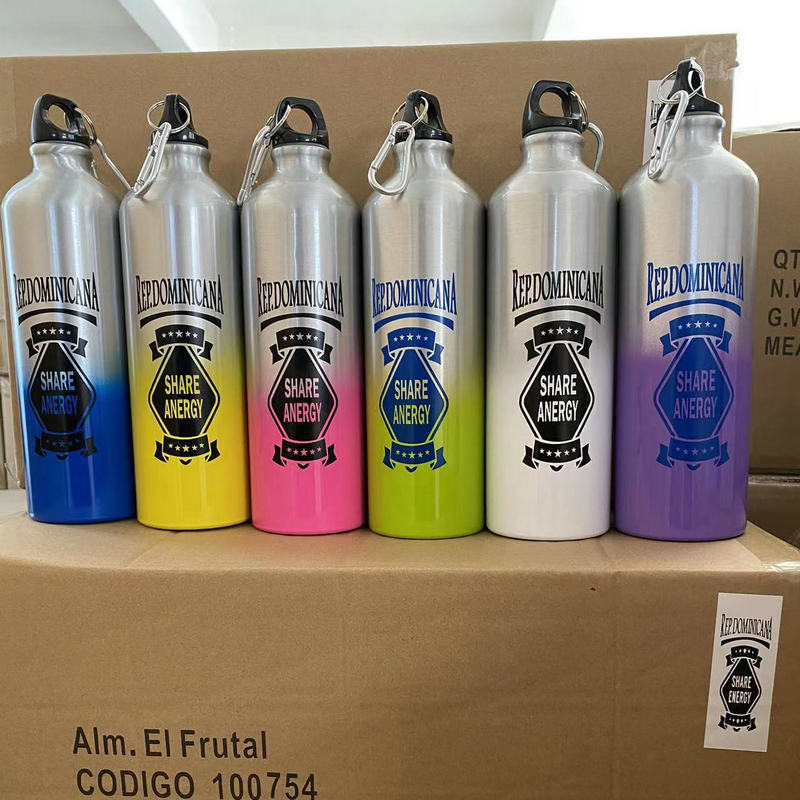 REP.DOMINICANA
SHARE
ANERGY
REP.DOMINICANA
SHARE
ANERGY
REP.DOMINICANA
SHARE
ANERGY
REP.DOMINICANA
SHARE
ANERGY
REP.DOMINICANA
SHARE
ANERGY
REP.DOMINICANA
SHARE
ANERGY
QT
N.W
G.W
MEA
REP.DOMINICANA
SHARE
ENERGY
Alm. El Frutal
CODIGO 100754